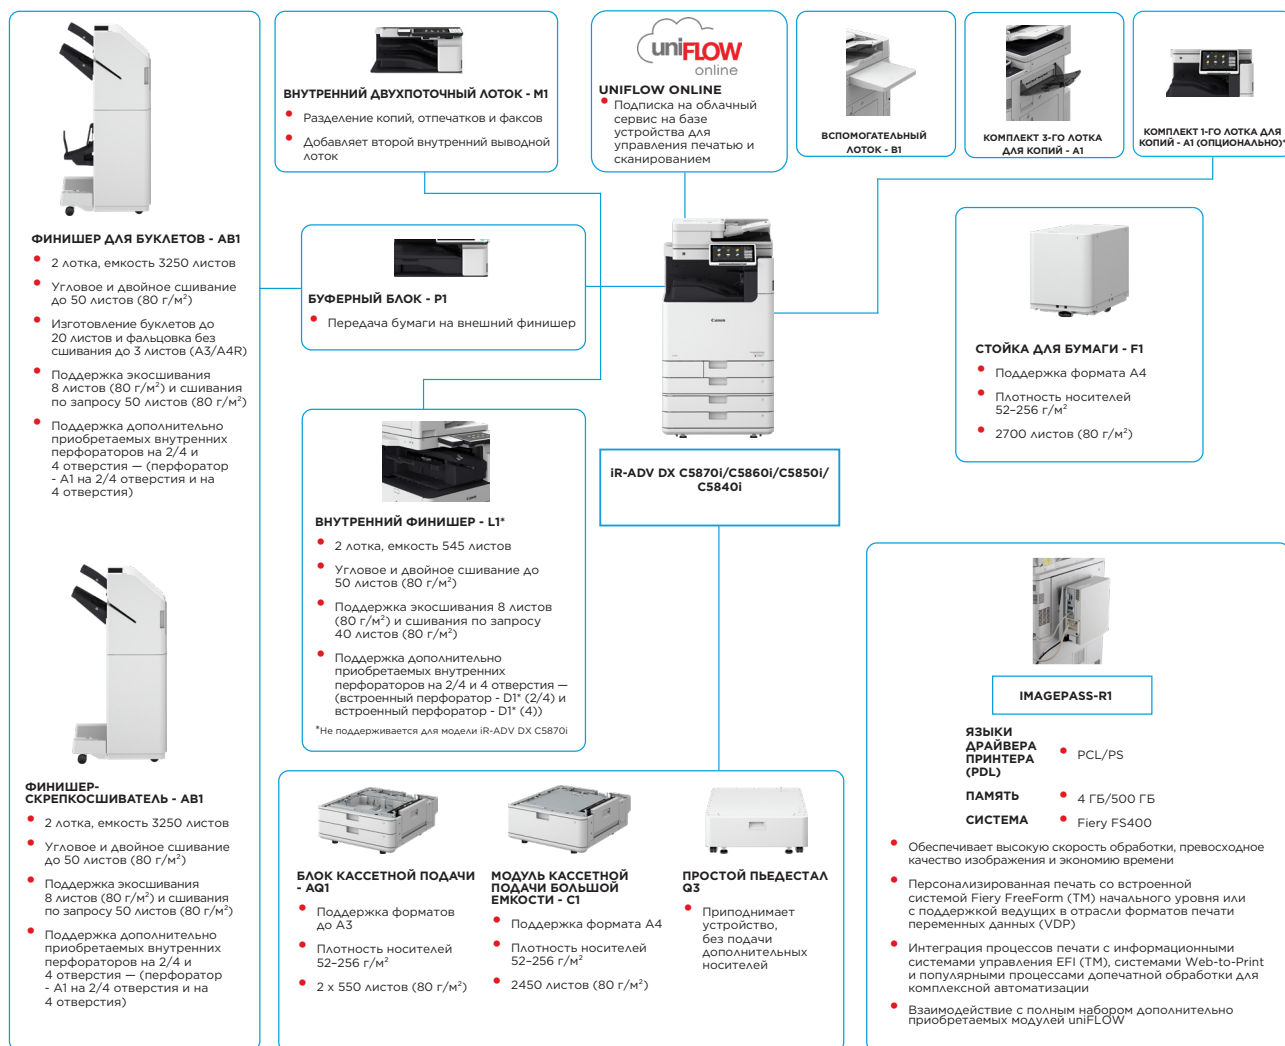 ФИНИШЕР ДЛЯ БУКЛЕТОВ - AB1
2 лотка, емкость 3250 листов
Угловое и двойное сшивание
до 50 листов (80 г/м²)
Изготовление буклетов до
20 листов и фальцовка без
сшивания до 3 листов (A3/A4R)
Поддержка экосшивания
8 листов (80 г/м²) и сшивания
по запросу 50 листов (80 г/м²)
Поддержка дополнительно
приобретаемых внутренних
перфораторов на 2/4 и
4 отверстия — (перфоратор
- A1 на 2/4 отверстия и на
4 отверстия)
ФИНИШЕР-
СКРЕПКОСШИВАТЕЛЬ - AB1
2 лотка, емкость 3250 листов
Угловое и двойное сшивание
до 50 листов (80 г/м²)
Поддержка экосшивания
8 листов (80 г/м²) и сшивания
по запросу 50 листов (80 г/м²)
Поддержка дополнительно
приобретаемых внутренних
перфораторов на 2/4 и
4 отверстия — (перфоратор
- A1 на 2/4 отверстия и на
4 отверстия)
ВНУТРЕННИЙ ДВУХПОТОЧНЫЙ ЛОТОК - M1
Разделение копий, отпечатков и факсов
Добавляет второй внутренний выводной
лоток
БУФЕРНЫЙ БЛОК - P1
Передача бумаги на внешний финишер
ВНУТРЕННИЙ ФИНИШЕР - L1*
2 лотка, емкость 545 листов
Угловое и двойное сшивание до
50 листов (80 г/м²)
Поддержка экосшивания 8 листов
(80 г/м²) и сшивания по запросу
40 листов (80 г/м²)
Поддержка дополнительно
приобретаемых внутренних
перфораторов на 2/4 и 4 отверстия —
(встроенный перфоратор - D1* (2/4) и
встроенный перфоратор - D1* (4))
*Не поддерживается для модели iR-ADV DX C5870i
uniFLOW
online
UNIFLOW ONLINE
Подписка на облачный
сервис на базе
устройства для
управления печатью и
сканированием
ВСПОМОГАТЕЛЬНЫЙ
ЛОТОК - B1
КОМПЛЕКТ 3-ГО ЛОТКА
ДЛЯ КОПИЙ - A1
КОМПЛЕКТ 1-ГО ЛОТКА ДЛЯ
КОПИЙ - A1 (ОПЦИОНАЛЬНО)*
Canon
iR-ADV DX C5870i/C5860i/C5850i/
C5840i
СТОЙКА ДЛЯ БУМАГИ - F1
Поддержка формата A4
Плотность носителей
52–256 г/м²
2700 листов (80 г/м²)
БЛОК КАССЕТНОЙ ПОДАЧИ
- AQ1
Поддержка форматов
до A3
Плотность носителей
52–256 г/м²
2 x 550 листов (80 г/м²)
МОДУЛЬ КАССЕТНОЙ
ПОДАЧИ БОЛЬШОЙ
ЕМКОСТИ - C1
Поддержка формата A4
Плотность носителей
52–256 г/м²
2450 листов (80 г/м²)
ПРОСТОЙ ПЬЕДЕСТАЛ
Q3
Приподнимает
устройство,
без подачи
дополнительных
носителей
IMAGEPASS-R1
ЯЗЫКИ
ДРАЙВЕРА
ПРИНТЕРА
(PDL)
PCL/PS
ПАМЯТЬ
4 ГБ/500 ГБ
СИСТЕМА
Fiery FS400
Обеспечивает высокую скорость обработки, превосходное
качество изображения и экономию времени
Персонализированная печать со встроенной
системой Fiery FreeForm (TM) начального уровня или
с поддержкой ведущих в отрасли форматов печати
переменных данных (VDP)
Интеграция процессов печати с информационными
системами управления EFI (TM), системами Web-to-Print
и популярными процессами допечатной обработки для
комплексной автоматизации
Взаимодействие с полным набором дополнительно
приобретаемых модулей uniFLOW